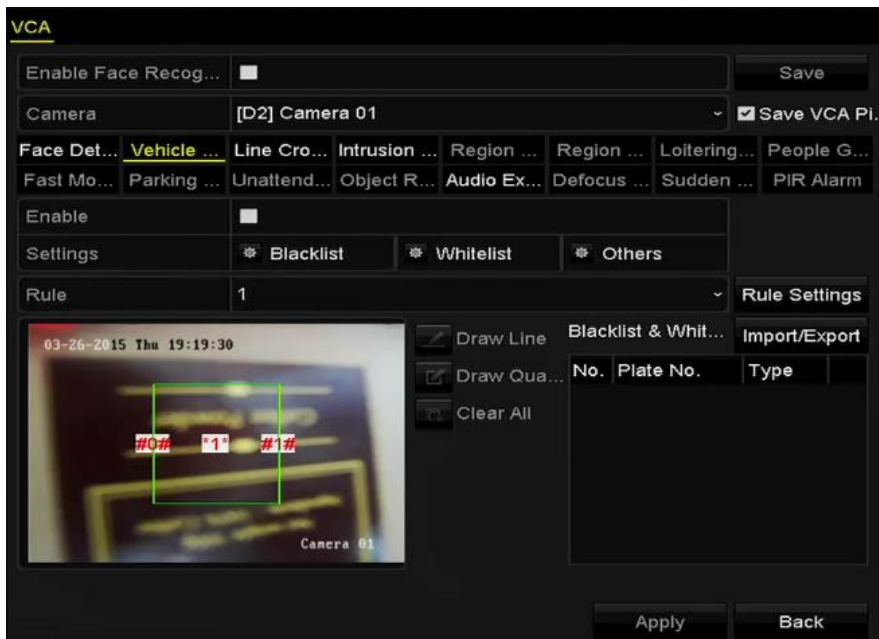 VCA
Enable Face Recog... Save
Camera [D2] Camera 01 Save VCA Pi.
Face Det... Vehicle ... Line Cro... Intrusion ... Region ... Region ... Loitering... People G...
Fast Mo... Parking ... Unattend... Object R... Audio Ex... Defocus ... Sudden ... PIR Alarm
Enable
Settings Blacklist Whitelist Others
Rule 1 Rule Settings
03-26-2015 Thu 19:19:30
#0# *1* #1#
Camera 01
Draw Line
Draw Qua...
Clear All
Blacklist & Whit... Import/Export
No. Plate No. Type
Apply Back